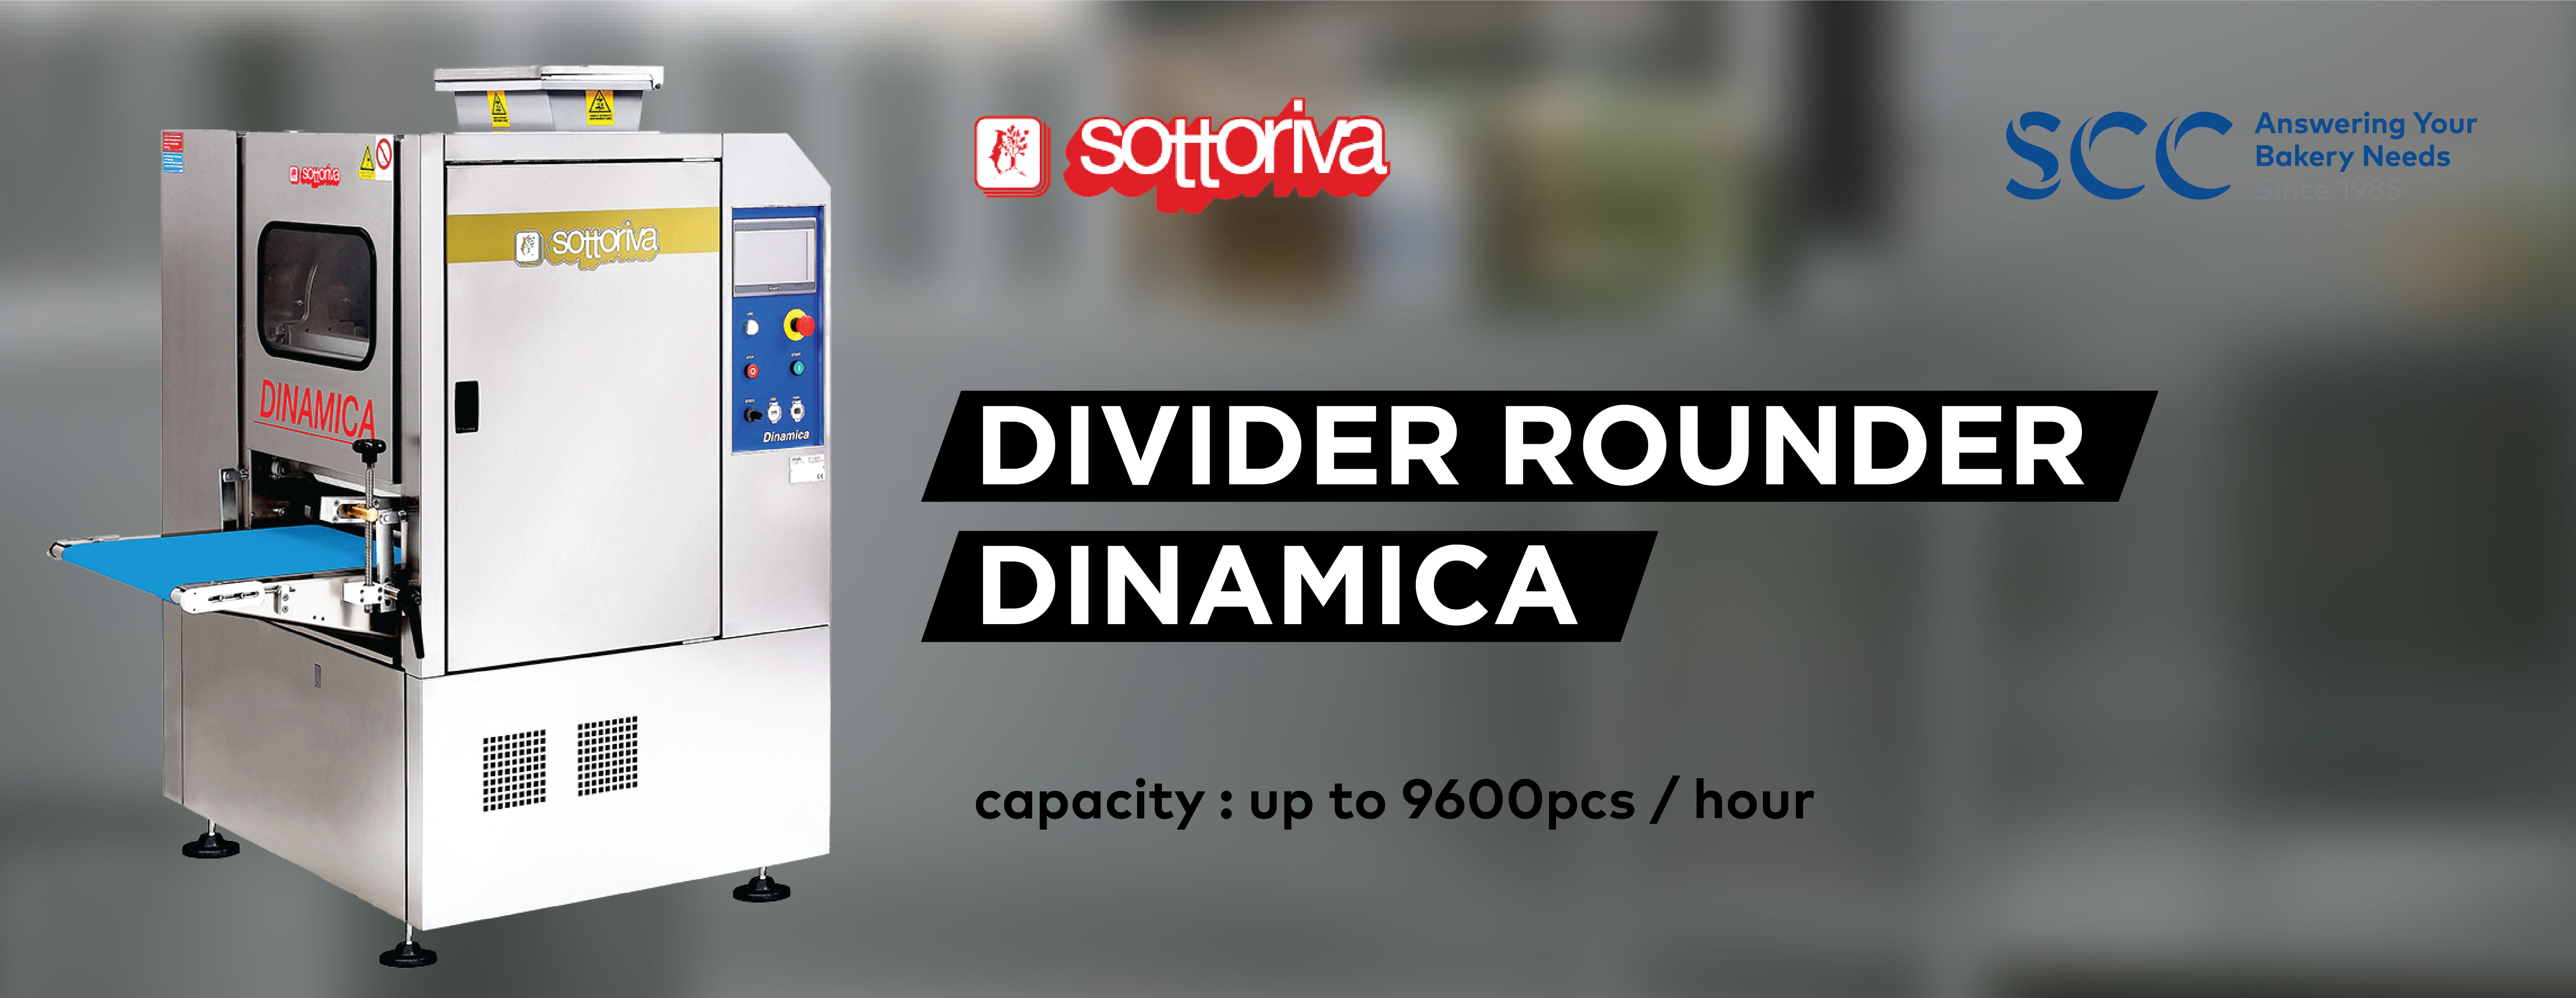 sottoriva
SCC
Answering Your
Bakery Needs
Since 1985
DIVIDER ROUNDER
DINAMICA
capacity : up to 9600pcs / hour
sottoriva
sottoriva
DINAMICA
Dinamica